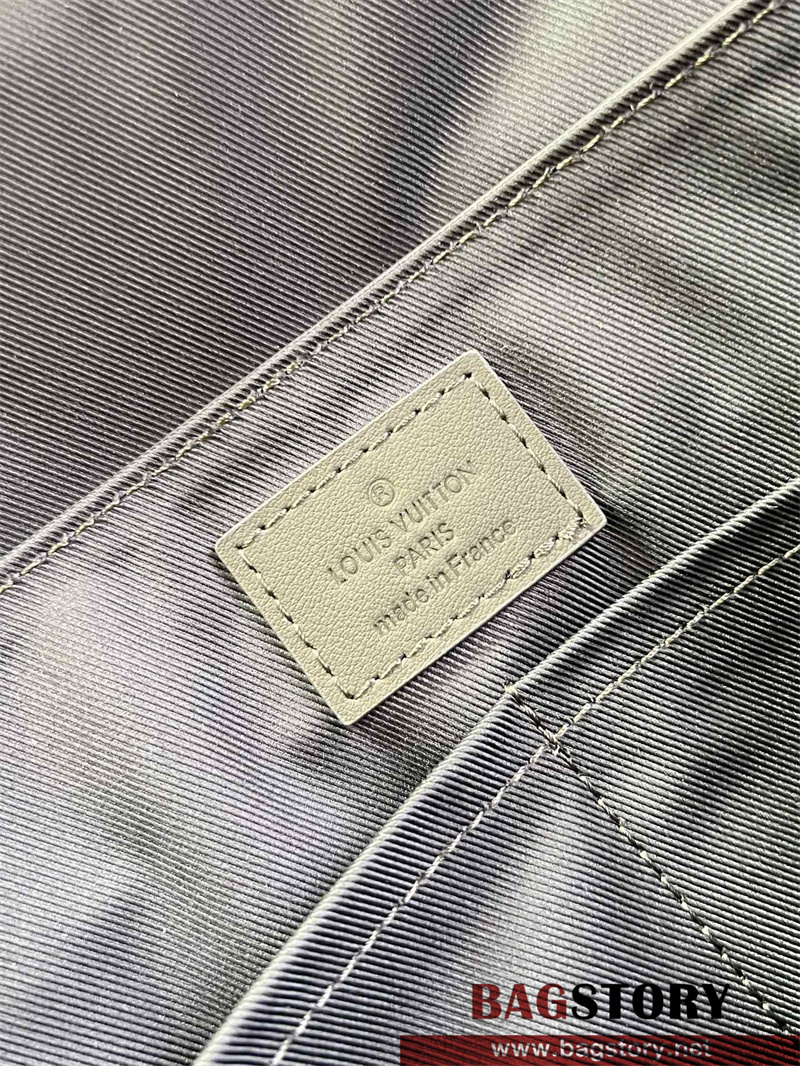 ®
LOUIS VUITTON
PARIS
made in France
BAGSTORY
www.bagstory.net